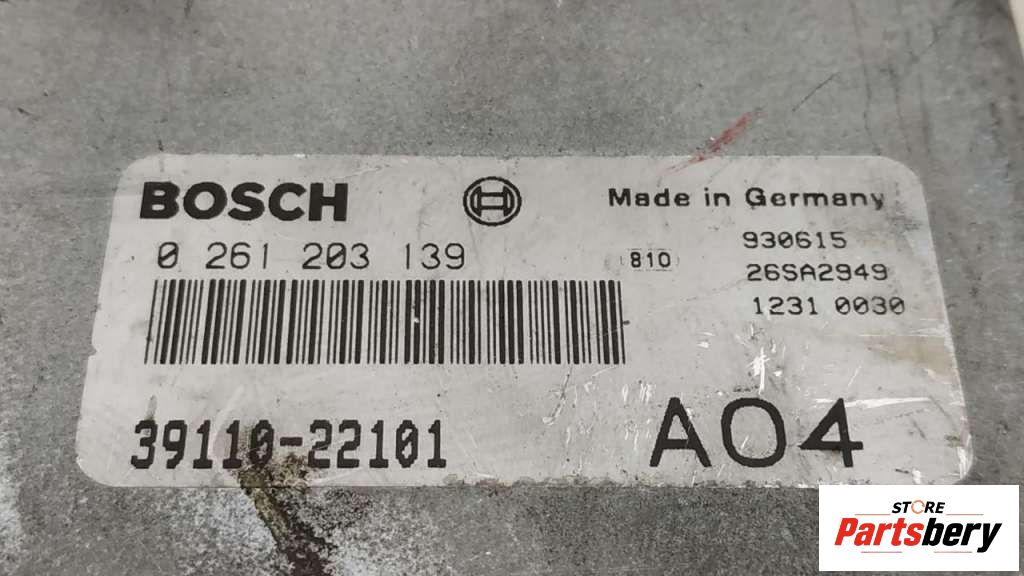 BOSCH
Made in Germany
0 261 203 139
810
930615
26SA2949
1231 0030
39110-22101
A04
STORE
Partsbery